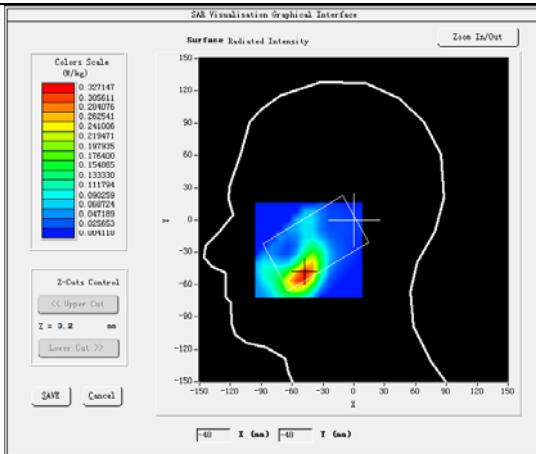 SAR Visualisation Graphical Interface
Surface Radiated Intensity
Zoom In/Out
Colors Scale
(W/kg)
0.327147
0.305611
0.284076
0.262541
0.241006
0.219471
0.197935
0.176400
0.154865
0.133330
0.111794
0.090259
0.068724
0.047189
0.025653
0.004118
Z-Cuts Control
<< Upper Cut
Z = 0.2 mm
Lower Cut >>
SAVE Cancel
150
120
90
60
30
0
-30
-60
-90
-120
-150
Y
-150 -120 -90 -60 -30 0 30 60 90 120 150
X
-48 X (mm) -48 Y (mm)